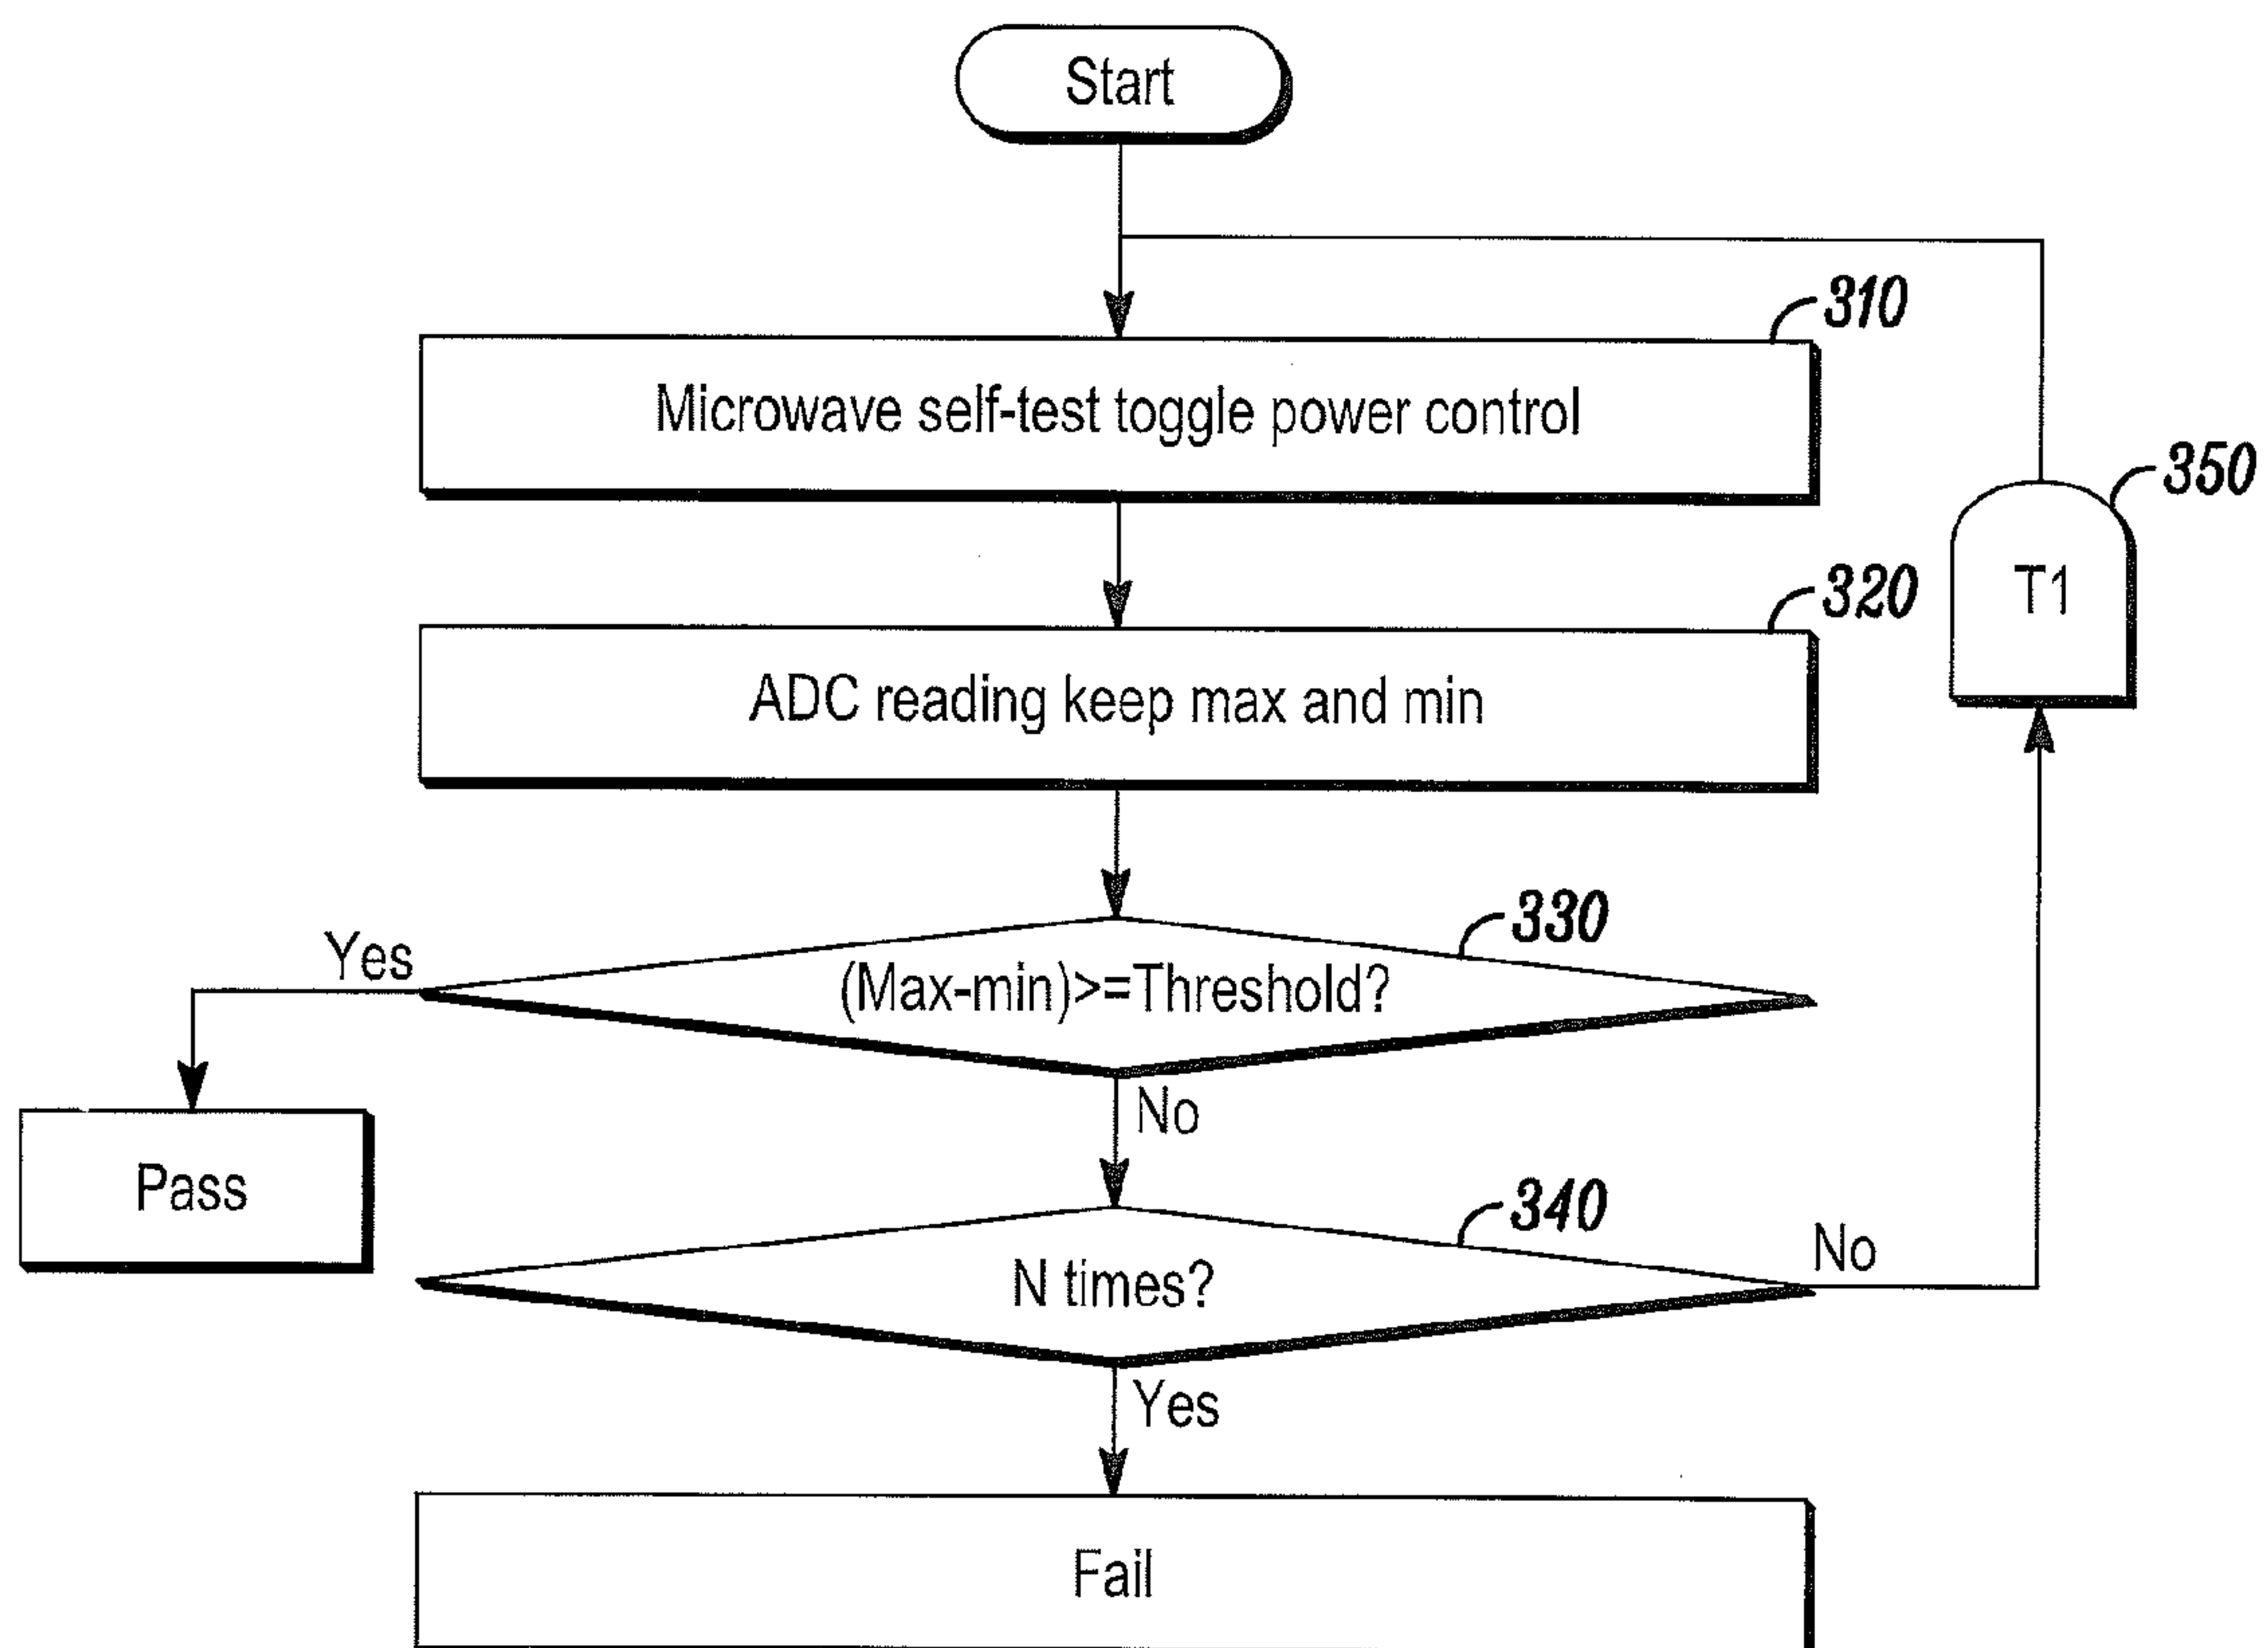 Start
310
Microwave self-test toggle power control
350
T1
320
ADC reading keep max and min
330
Yes
(Max-min)>=Threshold?
No
Pass
340
No
N times?
Yes
Fail